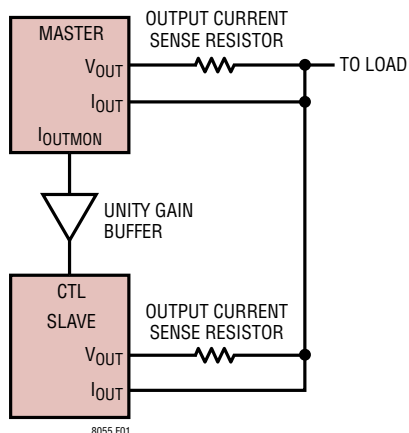 OUTPUT CURRENT
SENSE RESISTOR
MASTER
VOUT
TO LOAD
IOUT
IOUTMON
UNITY GAIN
BUFFER
CTL
SLAVE
OUTPUT CURRENT
SENSE RESISTOR
VOUT
IOUT
8055 F01